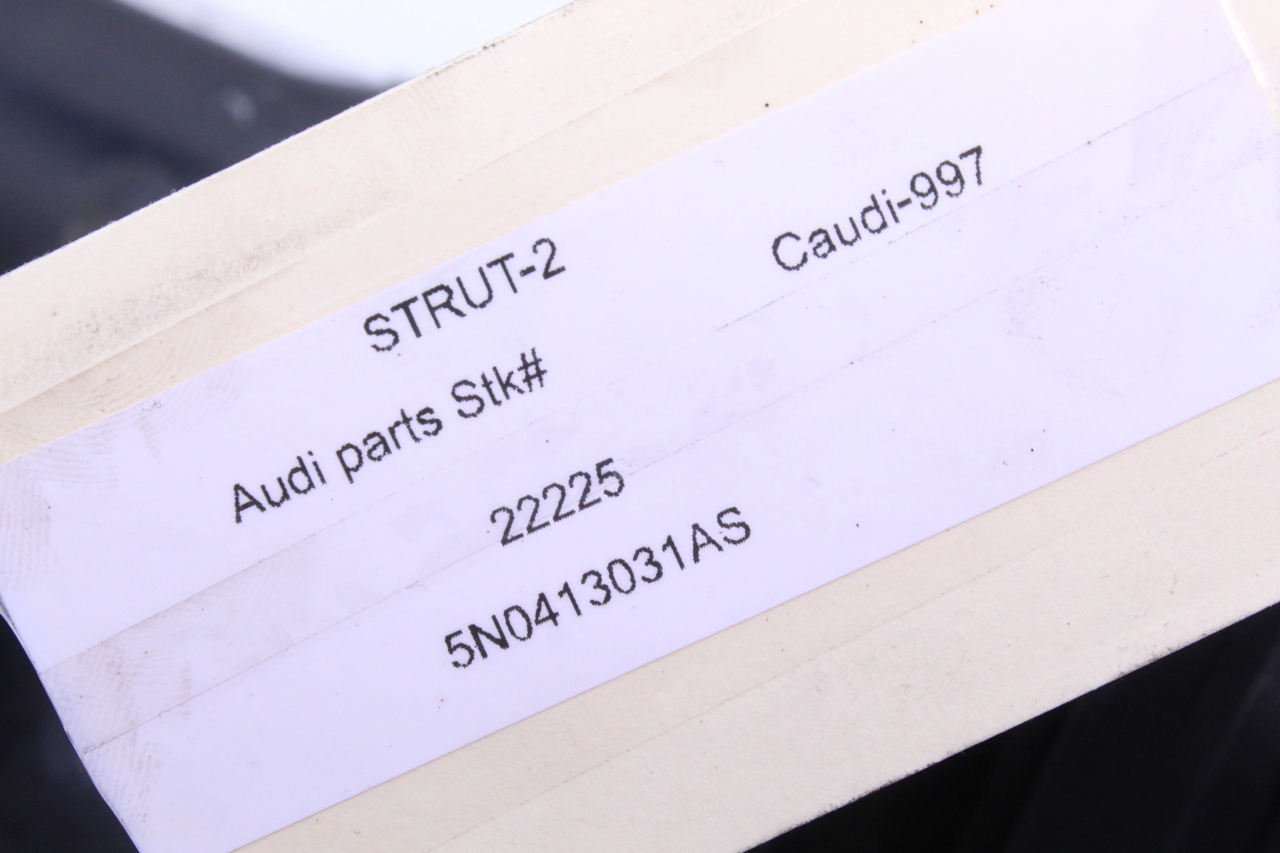 STRUT-2 Caudi-997
Audi parts Stk#
22225
5N0413031AS